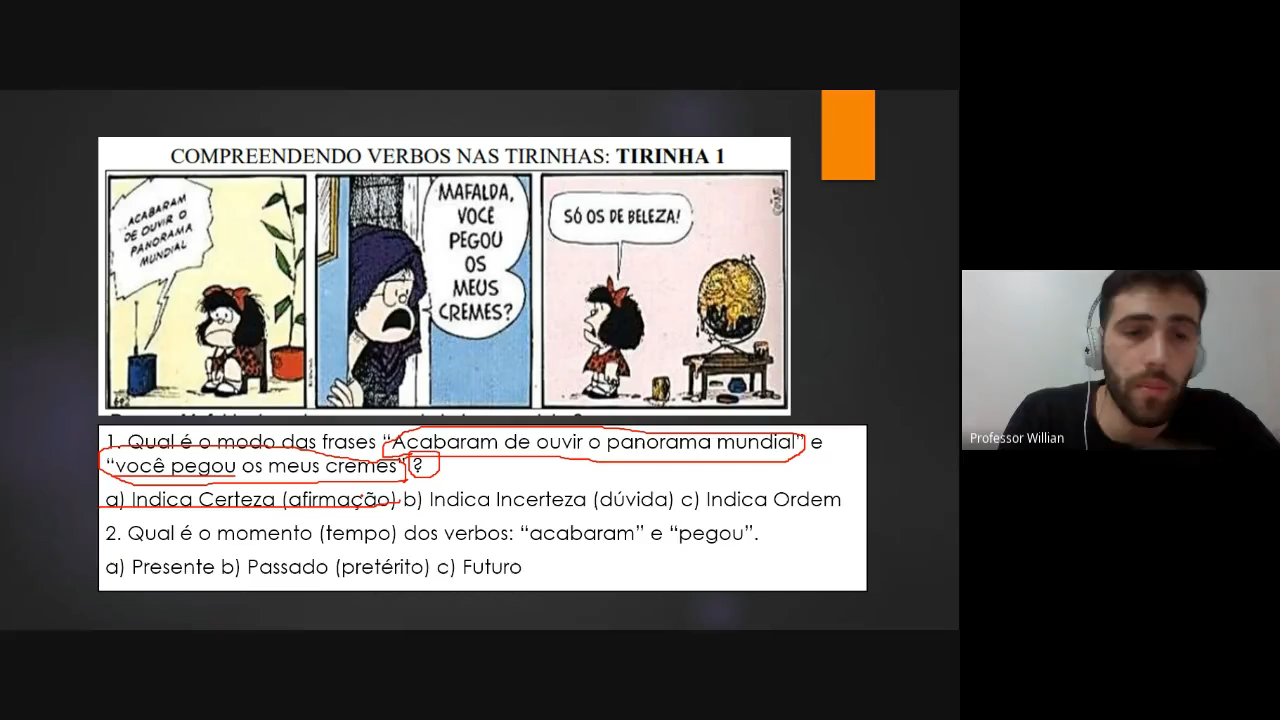 COMPREENDENDO VERBOS NAS TIRINHAS: TIRINHA 1
ACABARAM
DE OUVIR O
PANORAMA
MUNDIAL
MAFALDA,
VOCÊ
PEGOU
OS
MEUS
CREMES?
SÓ OS DE BELEZA!
1. Qual é o modo das frases “Acabaram de ouvir o panorama mundial” e
“você pegou os meus cremes” ?
a) Indica Certeza (afirmação) b) Indica Incerteza (dúvida) c) Indica Ordem
2. Qual é o momento (tempo) dos verbos: “acabaram” e “pegou”.
a) Presente b) Passado (pretérito) c) Futuro
Professor Willian